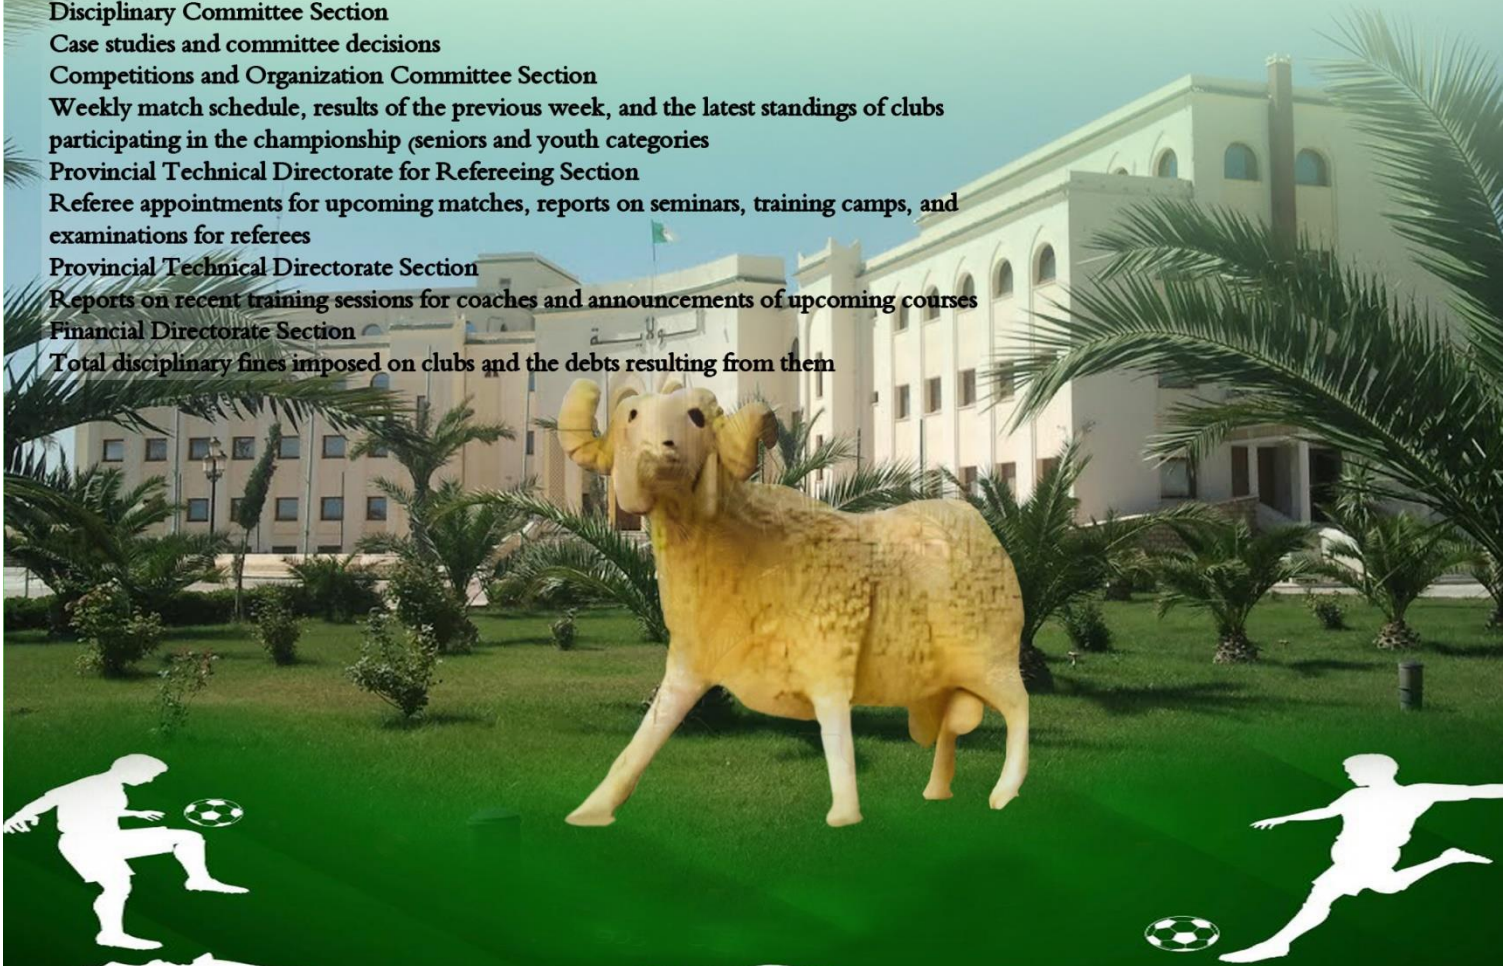 Disciplinary Committee Section
Case studies and committee decisions
Competitions and Organization Committee Section
Weekly match schedule, results of the previous week, and the latest standings of clubs
participating in the championship (seniors and youth categories
Provincial Technical Directorate for Refereeing Section
Referee appointments for upcoming matches, reports on seminars, training camps, and
examinations for referees
Provincial Technical Directorate Section
Reports on recent training sessions for coaches and announcements of upcoming courses
Financial Directorate Section
الولايـــة
Total disciplinary fines imposed on clubs and the debts resulting from them